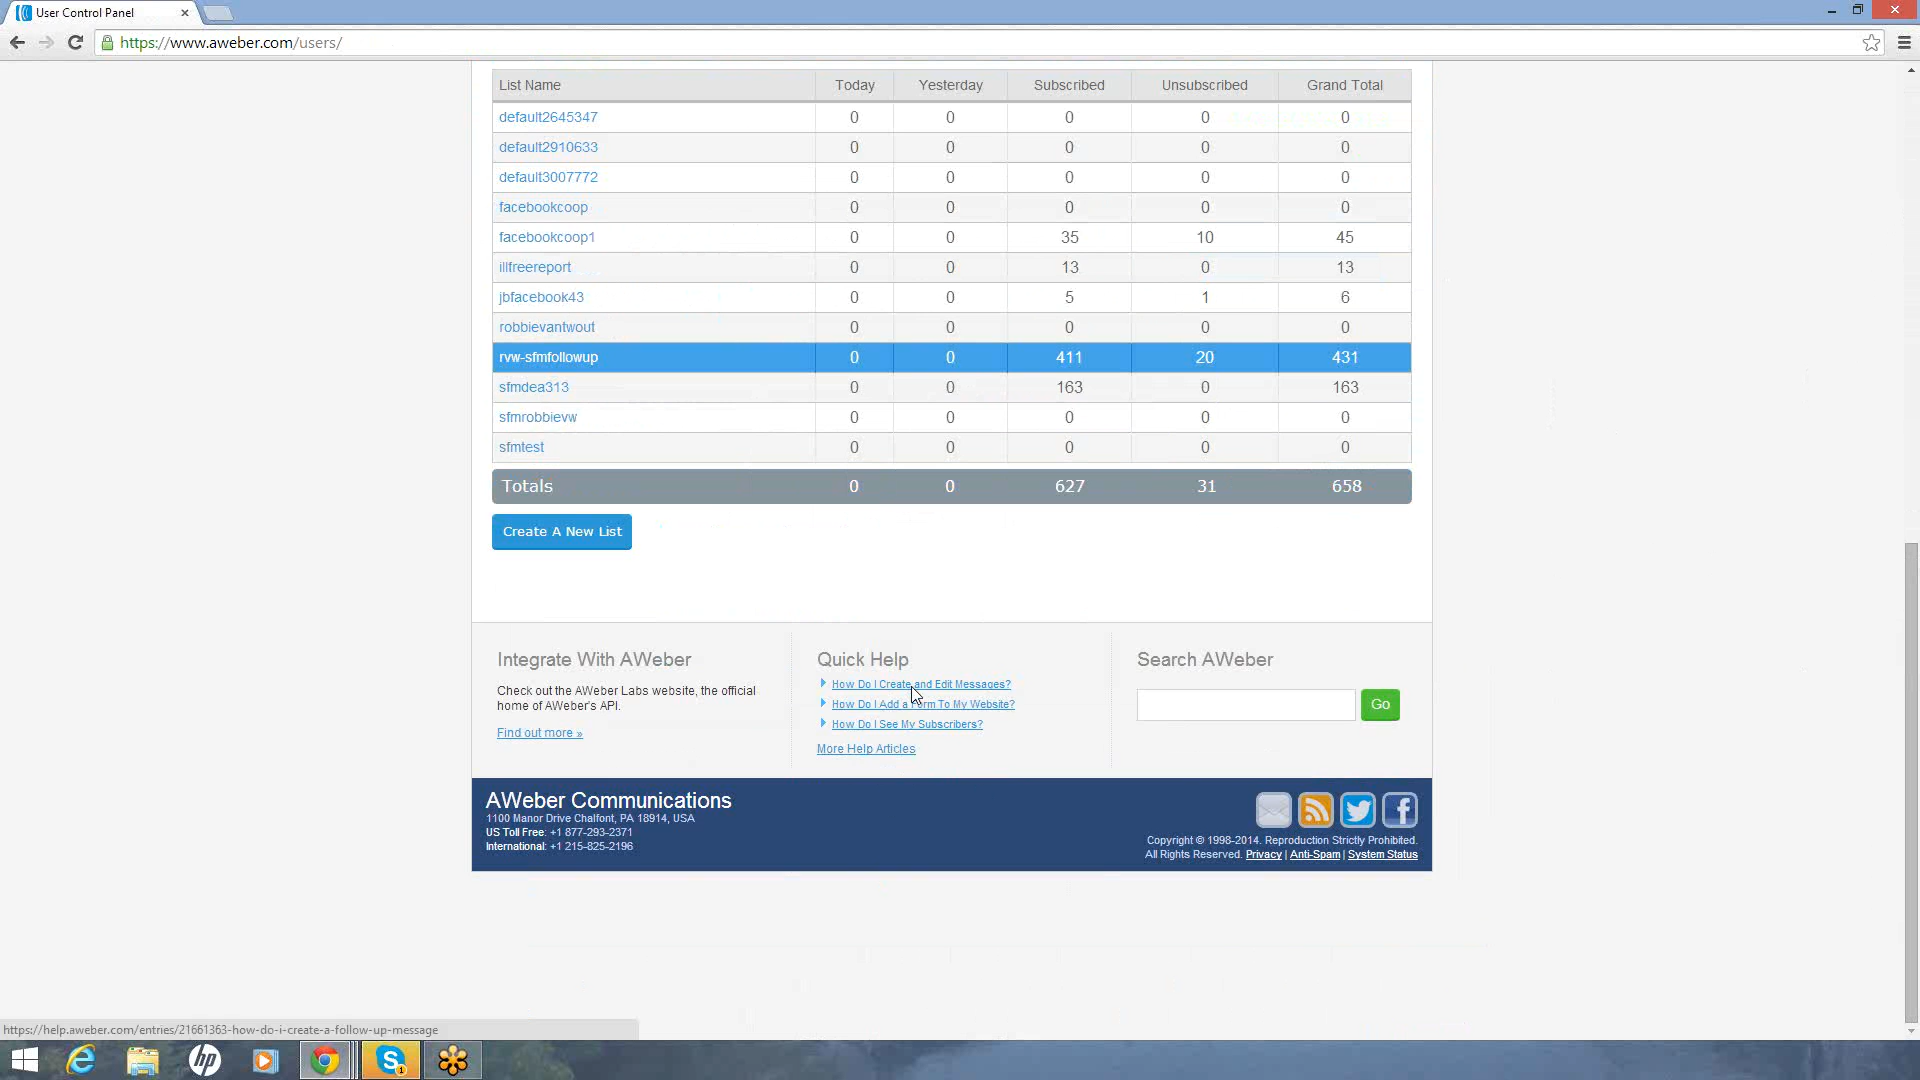 User Control Panel
https://www.aweber.com/users/
List Name Today Yesterday Subscribed Unsubscribed Grand Total
default2645347 0 0 0 0 0
default2910633 0 0 0 0 0
default3007772 0 0 0 0 0
facebookcoop 0 0 0 0 0
facebookcoop1 0 0 35 10 45
illfreereport 0 0 13 0 13
jbfacebook43 0 0 5 1 6
robbievantwout 0 0 0 0 0
rvw-sfmfollowup 0 0 411 20 431
sfmdea313 0 0 163 0 163
sfmrobbievw 0 0 0 0 0
sfmtest 0 0 0 0 0
Totals 0 0 627 31 658
Create A New List
Integrate With AWeber
Check out the AWeber Labs website, the official
home of AWeber's API.
Find out more »
Quick Help
How Do I Create and Edit Messages?
How Do I Add a Form To My Website?
How Do I See My Subscribers?
More Help Articles
Search AWeber
Go
AWeber Communications
1100 Manor Drive Chalfont, PA 18914, USA
US Toll Free: +1 877-293-2371
International: +1 215-825-2196
Copyright © 1998-2014. Reproduction Strictly Prohibited.
All Rights Reserved. Privacy | Anti-Spam | System Status
https://help.aweber.com/entries/21661363-how-do-i-create-a-follow-up-message